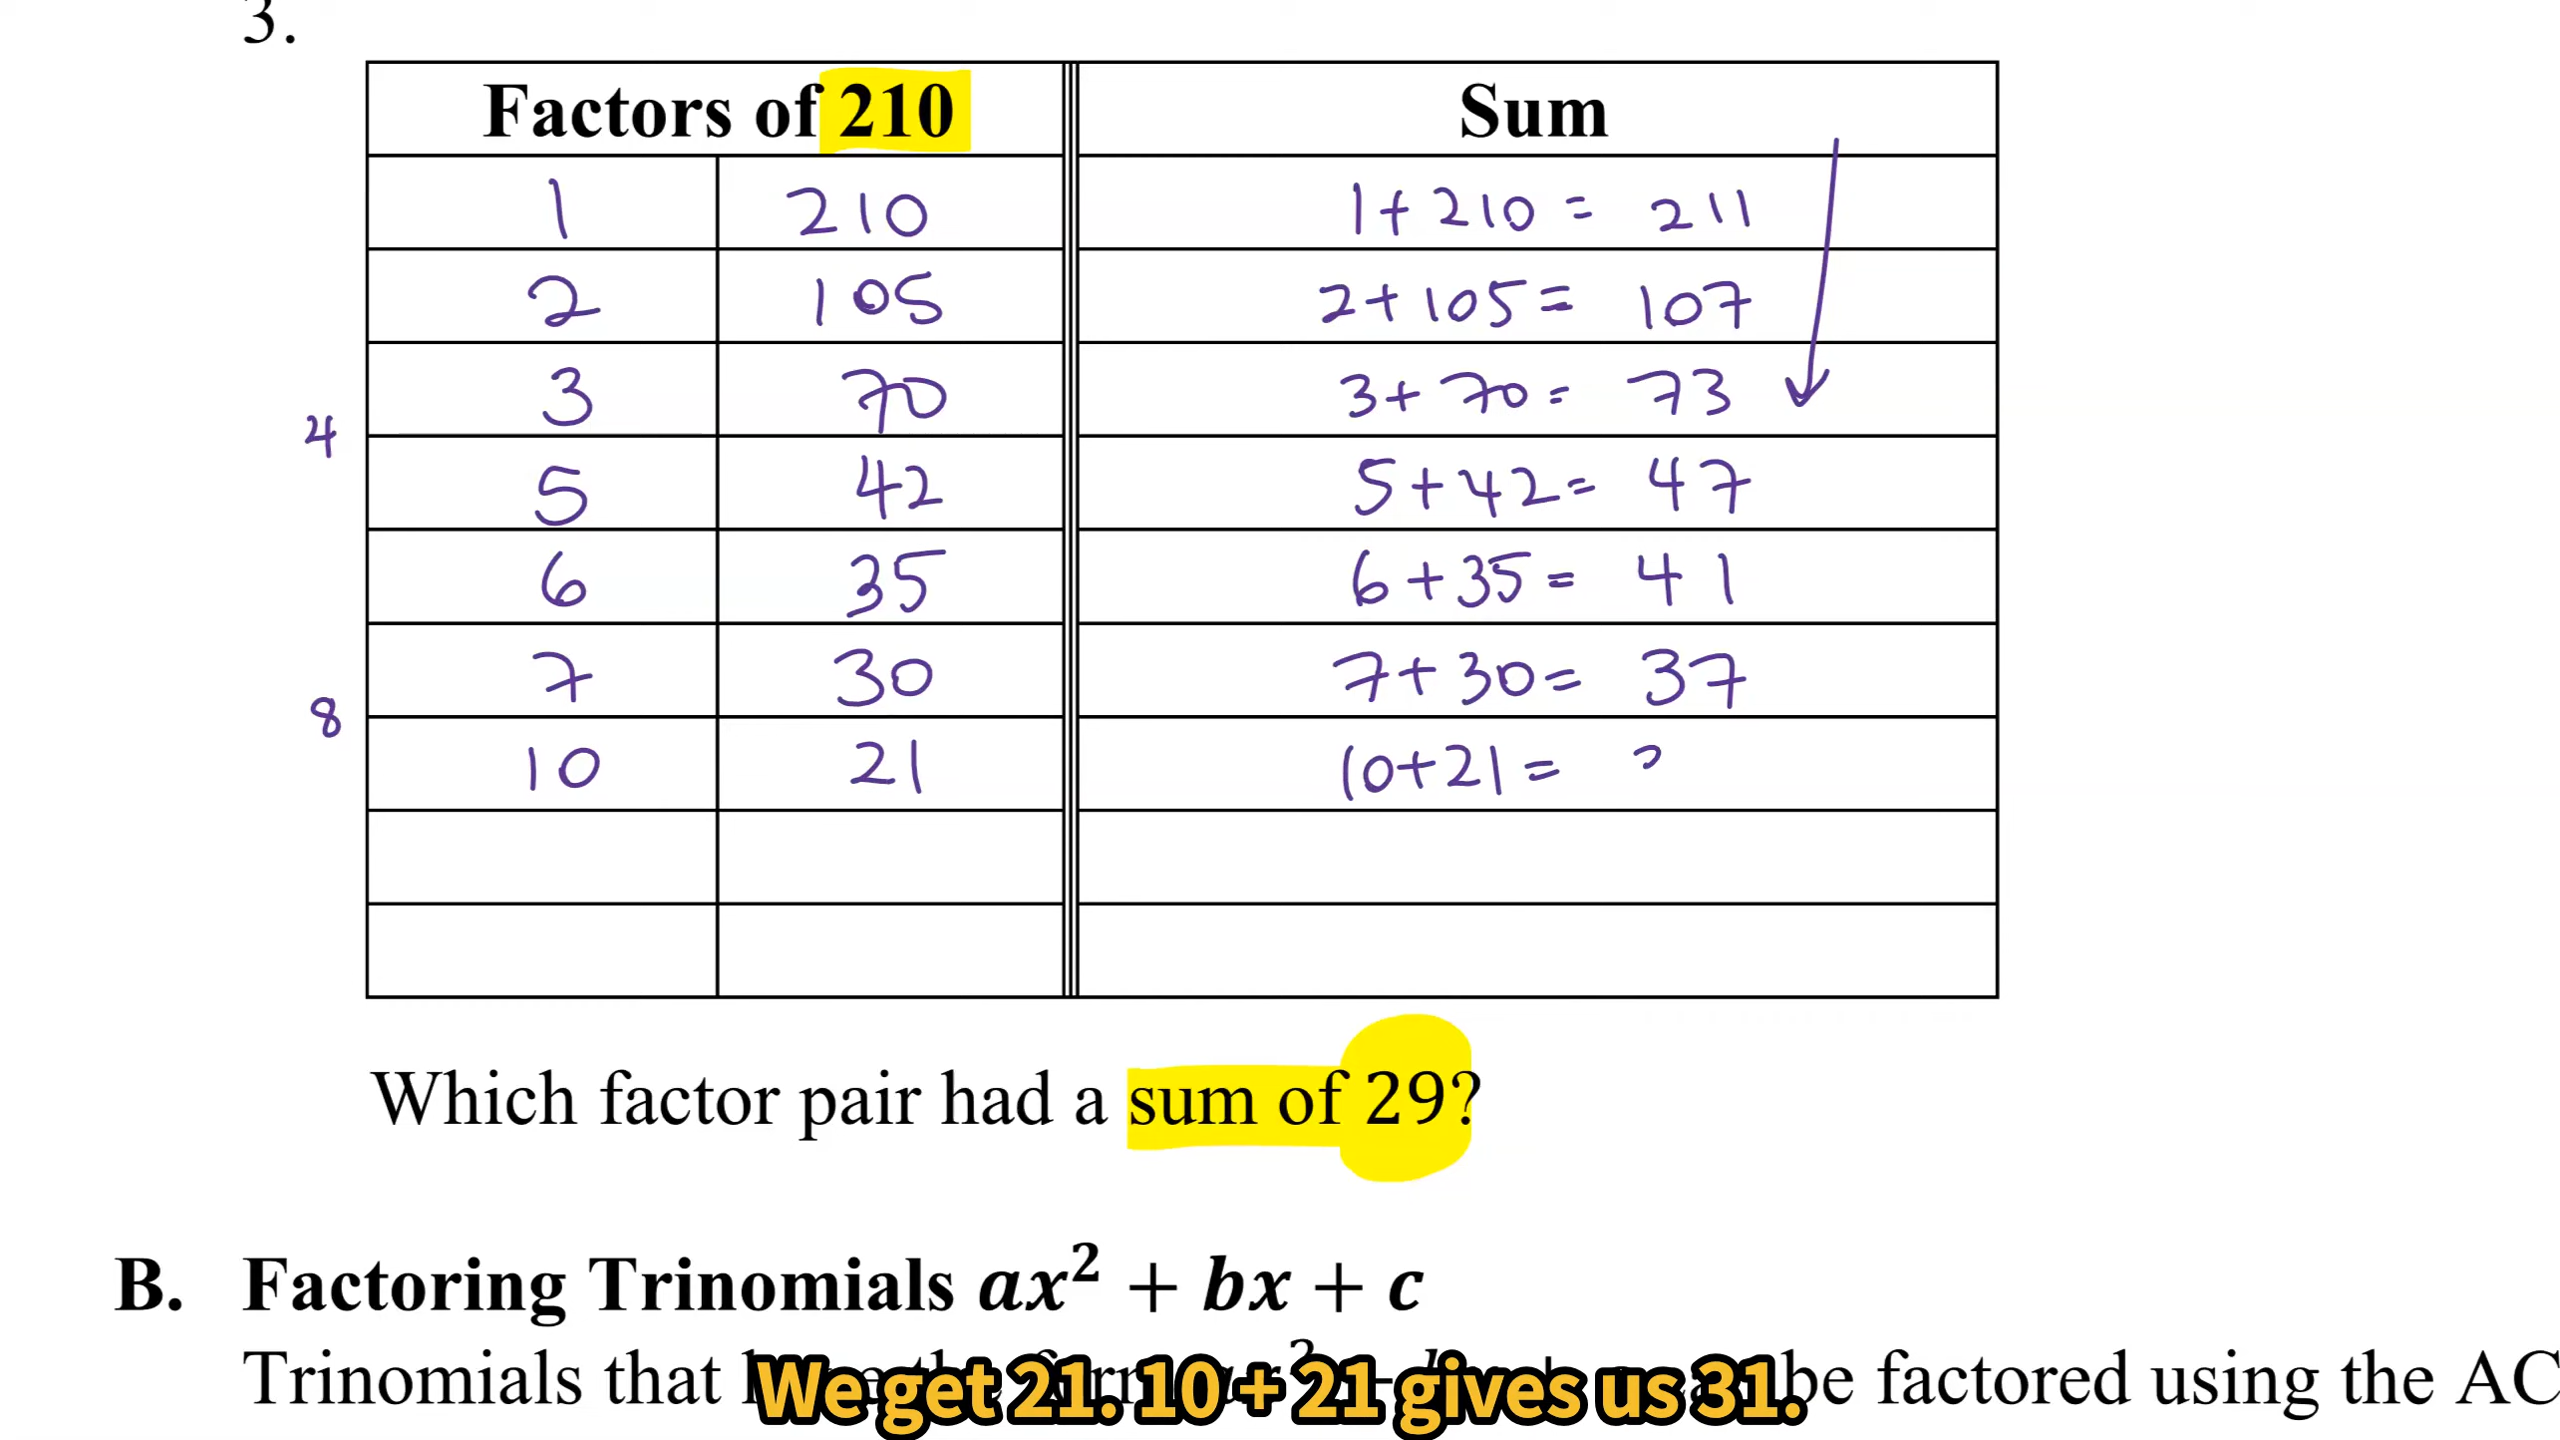 3.
Factors of 210 Sum
1 210 1+210= 211
2 105 2+105= 107
3 70 3+70= 73
4
5 42 5+42= 47
6 35 6+35= 41
7 30 7+30= 37
8
10 21 10+21=
Which factor pair had a sum of 29?
B. Factoring Trinomials ax² + bx + c
Trinomials that be factored using the AC
We get 21. 10 + 21 gives us 31.